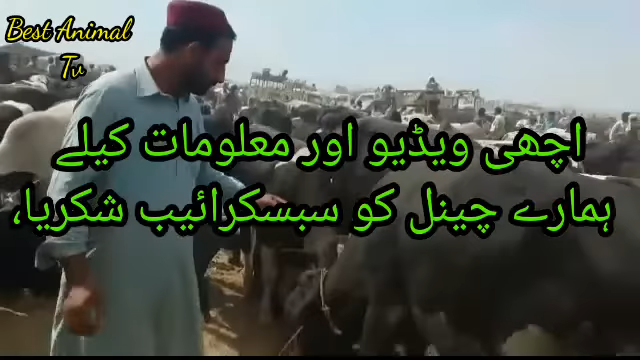 Best Animal
Tv
اچھی ویڈیو اور معلومات کیلے
ہمارے چینل کو سبسکرائیب شکریا،